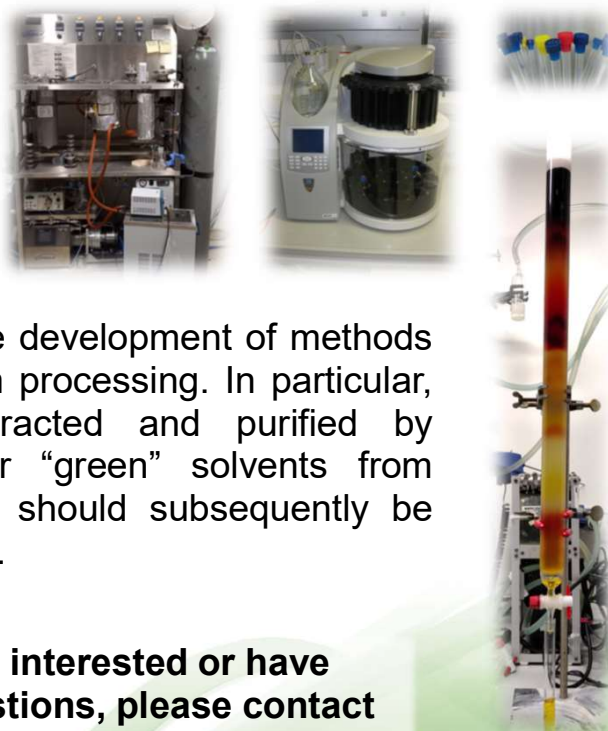 e development of methods
processing. In particular,
racted and purified by
“green” solvents from
should subsequently be
.
interested or have
stions, please contact